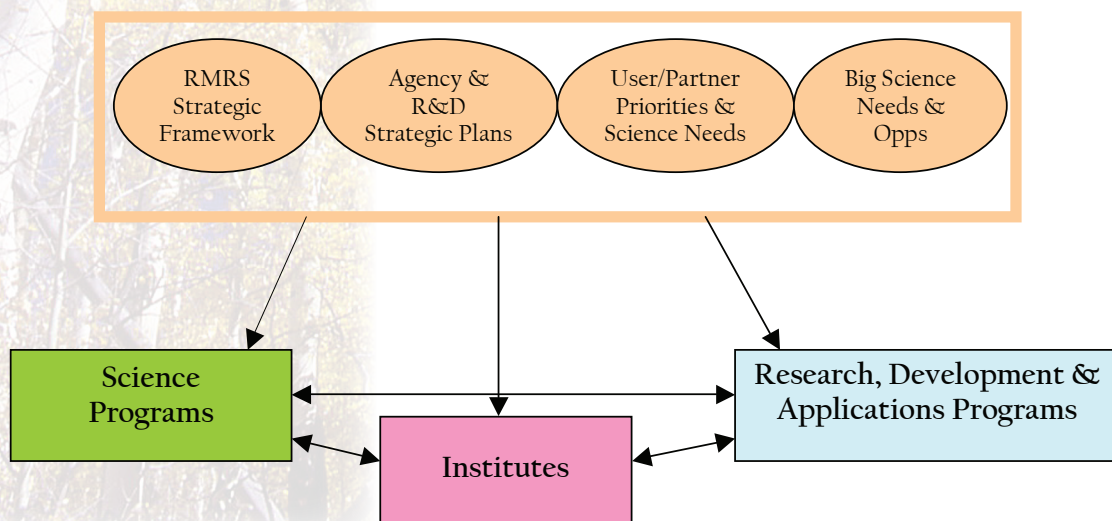 RMRS
Strategic
Framework
Agency &
R&D
Strategic Plans
User/Partner
Priorities &
Science Needs
Big Science
Needs &
Opps
Science
Programs
Research, Development &
Applications Programs
Institutes